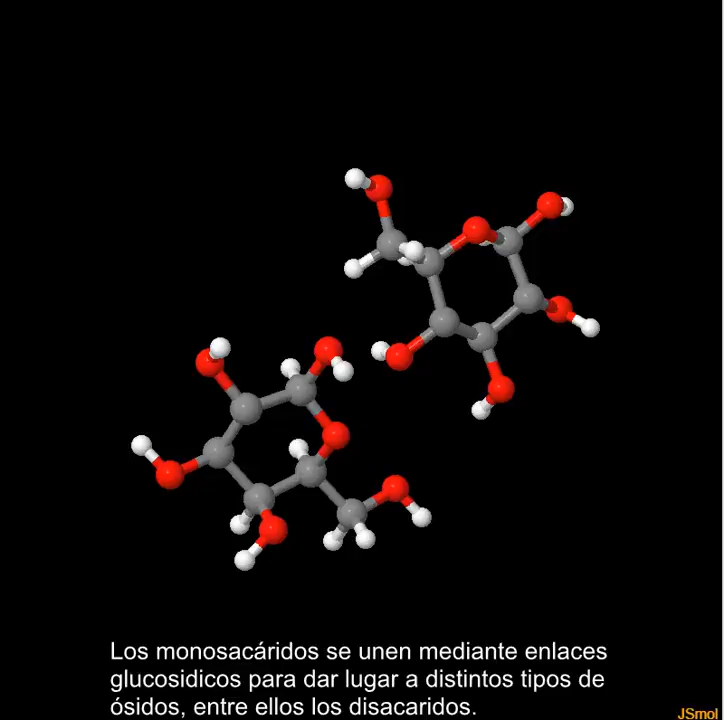 Los monosacáridos se unen mediante enlaces
glucosidicos para dar lugar a distintos tipos de
ósidos, entre ellos los disacaridos.
JSmol